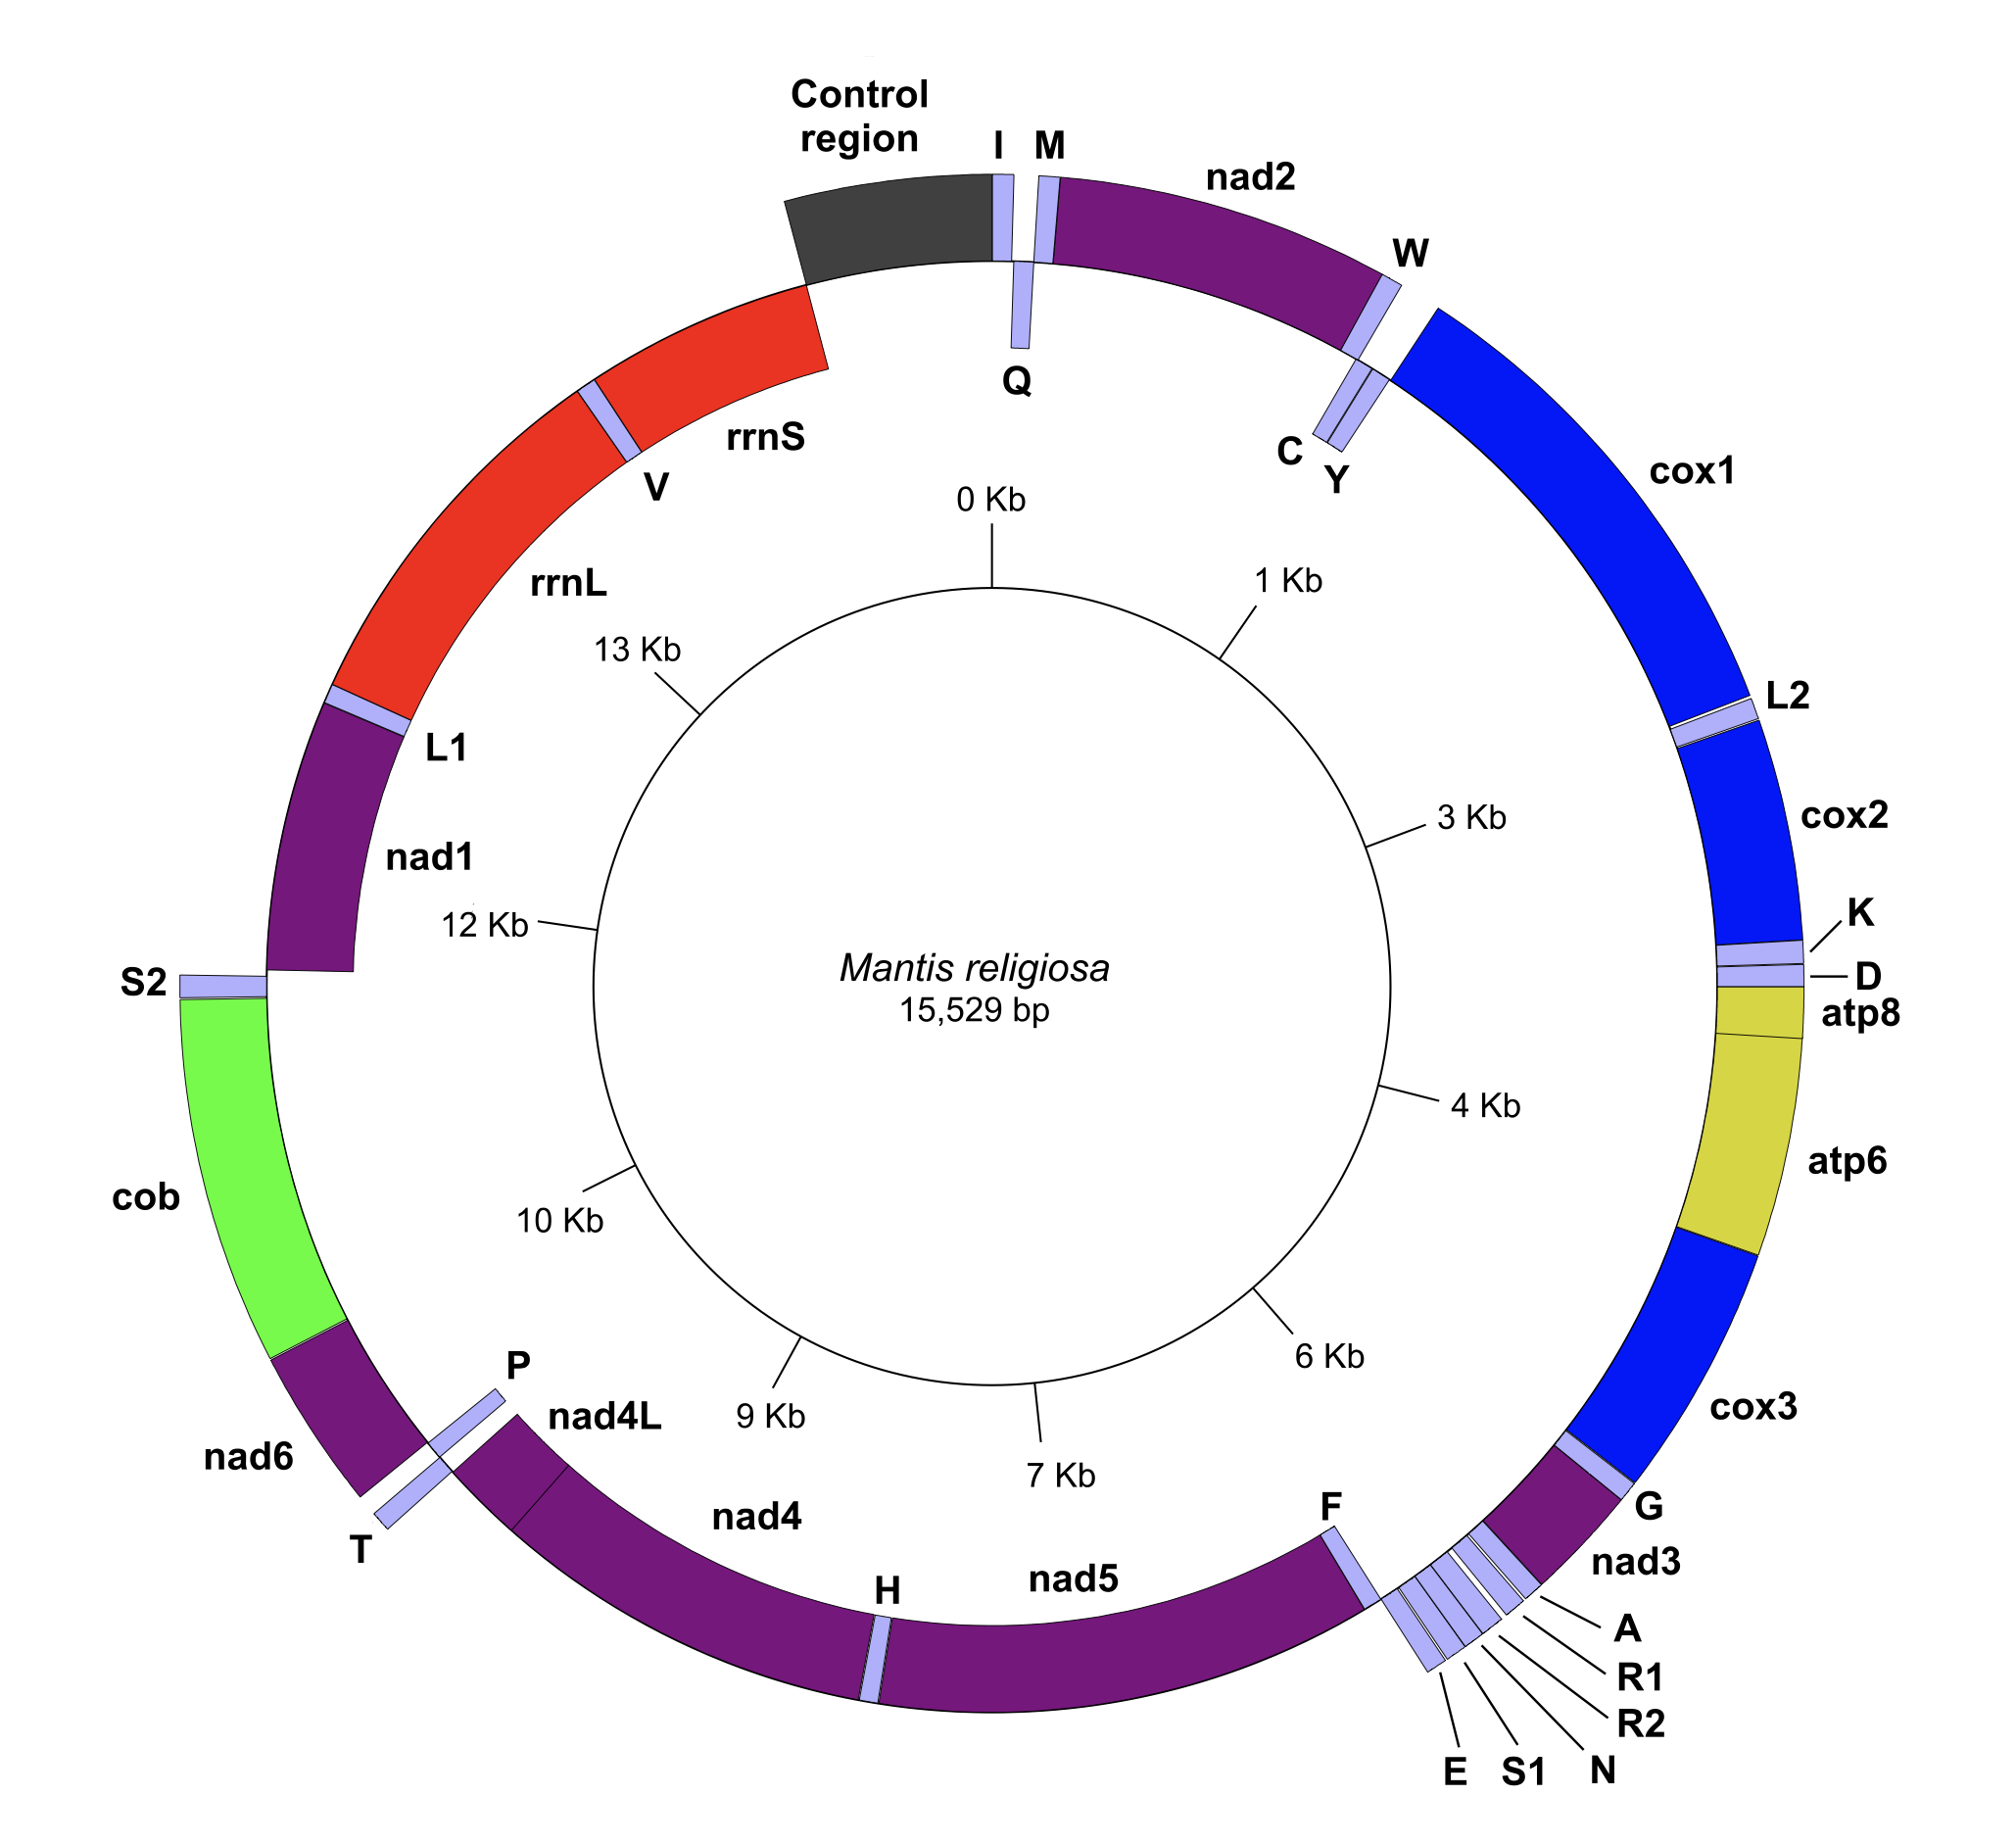 Control
region
I
M
nad2
W
Q
C
Y
cox1
L2
cox2
K
D
atp8
atp6
cox3
G
nad3
A
R1
R2
N
S1
E
F
nad5
H
nad4
nad4L
P
T
nad6
cob
S2
nad1
L1
rrnL
V
rrnS
0 Kb
1 Kb
3 Kb
4 Kb
6 Kb
7 Kb
9 Kb
10 Kb
12 Kb
13 Kb
Mantis religiosa
15,529 bp